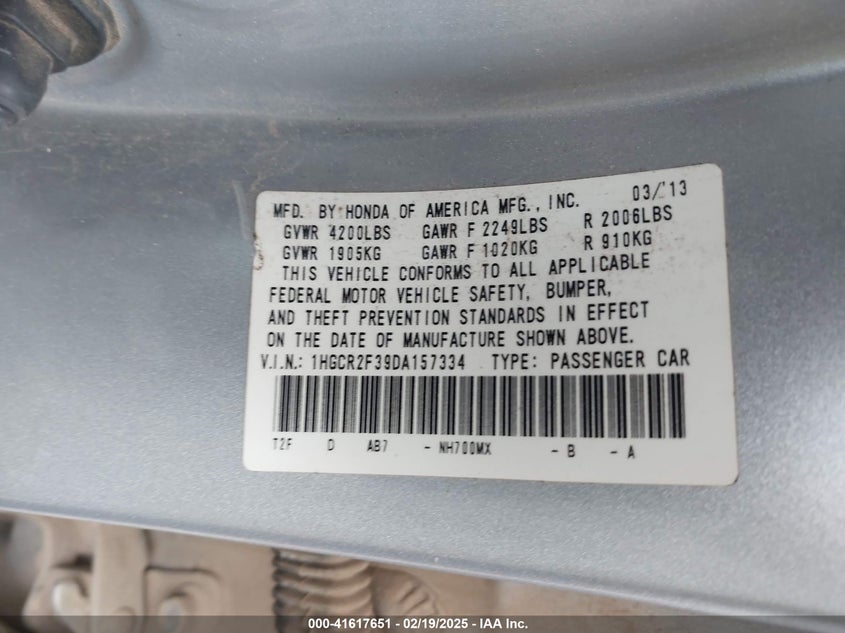 03/'13
MFD. BY HONDA OF AMERICA MFG., INC.
GVWR 4200LBS GAWR F 2249LBS R 2006LBS
GVWR 1905KG GAWR F 1020KG R 910KG
THIS VEHICLE CONFORMS TO ALL APPLICABLE
FEDERAL MOTOR VEHICLE SAFETY, BUMPER,
AND THEFT PREVENTION STANDARDS IN EFFECT
ON THE DATE OF MANUFACTURE SHOWN ABOVE.
V.I.N.: 1HGCR2F39DA157334 TYPE: PASSENGER CAR
T2F D AB7 - NH700MX - B - A
000-41617651 - 02/19/2025 - IAA Inc.